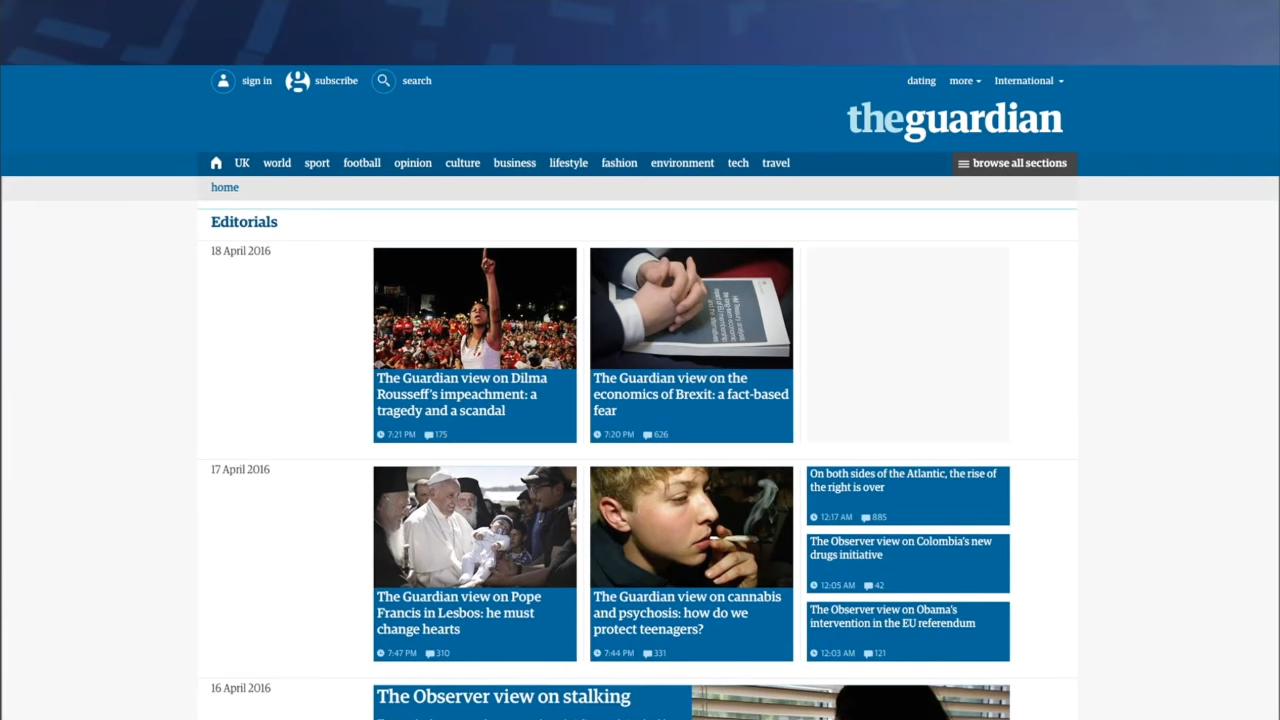 sign in
subscribe
search
dating
more
International
theguardian
UK
world
sport
football
opinion
culture
business
lifestyle
fashion
environment
tech
travel
browse all sections
home
Editorials
18 April 2016
The Guardian view on Dilma
Rousseff's impeachment: a
tragedy and a scandal
7:21 PM 175
The Guardian view on the
economics of Brexit: a fact-based
fear
7:20 PM 626
17 April 2016
The Guardian view on Pope
Francis in Lesbos: he must
change hearts
7:47 PM 310
The Guardian view on cannabis
and psychosis: how do we
protect teenagers?
7:44 PM 331
On both sides of the Atlantic, the rise of
the right is over
12:17 AM 885
The Observer view on Colombia's new
drugs initiative
12:05 AM 42
The Observer view on Obama's
intervention in the EU referendum
12:03 AM 121
16 April 2016
The Observer view on stalking